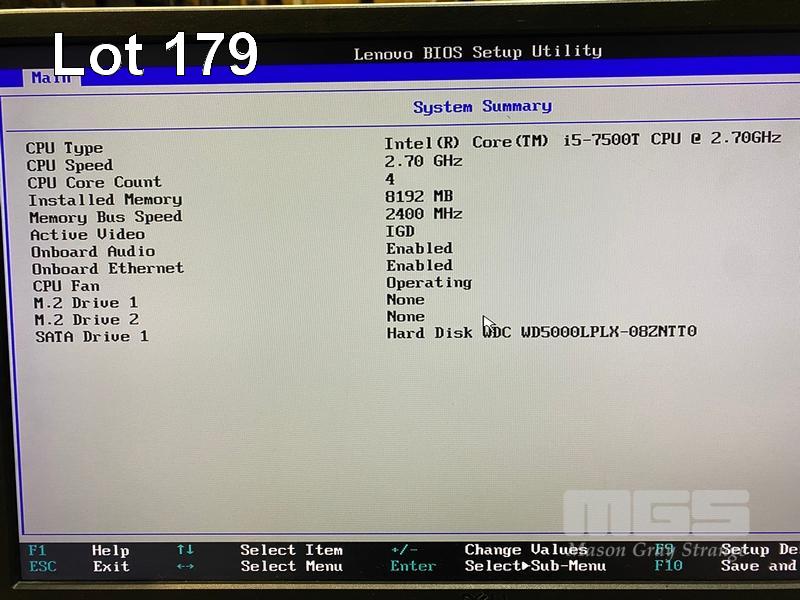 Lot 179
Lenovo BIOS Setup Utility
Main
System Summary
CPU Type Intel(R) Core(TM) i5-7500T CPU @ 2.70GHz
CPU Speed 2.70 GHz
CPU Core Count 4
Installed Memory 8192 MB
Memory Bus Speed 2400 MHz
Active Video IGD
Onboard Audio Enabled
Onboard Ethernet Enabled
CPU Fan Operating
M.2 Drive 1 None
M.2 Drive 2 None
SATA Drive 1 Hard Disk WDC WD5000LPLX-08ZNTT0
MGS
Mason Gray Strange
F1 Help ↑↓ Select Item +/- Change Values F9 Setup De
ESC Exit ↔ Select Menu Enter Select▶Sub-Menu F10 Save and